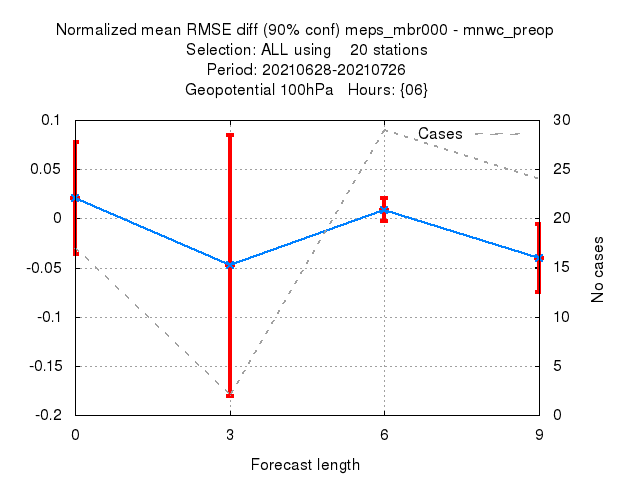 Normalized mean RMSE diff (90% conf) meps_mbr000 - mnwc_preop
Selection: ALL using    20 stations
Period: 20210628-20210726
Geopotential 100hPa   Hours: {06}
Cases
0.1
0.05
0
-0.05
-0.1
-0.15
-0.2
30
25
20
15
10
5
0
No cases
0 3 6 9
Forecast length